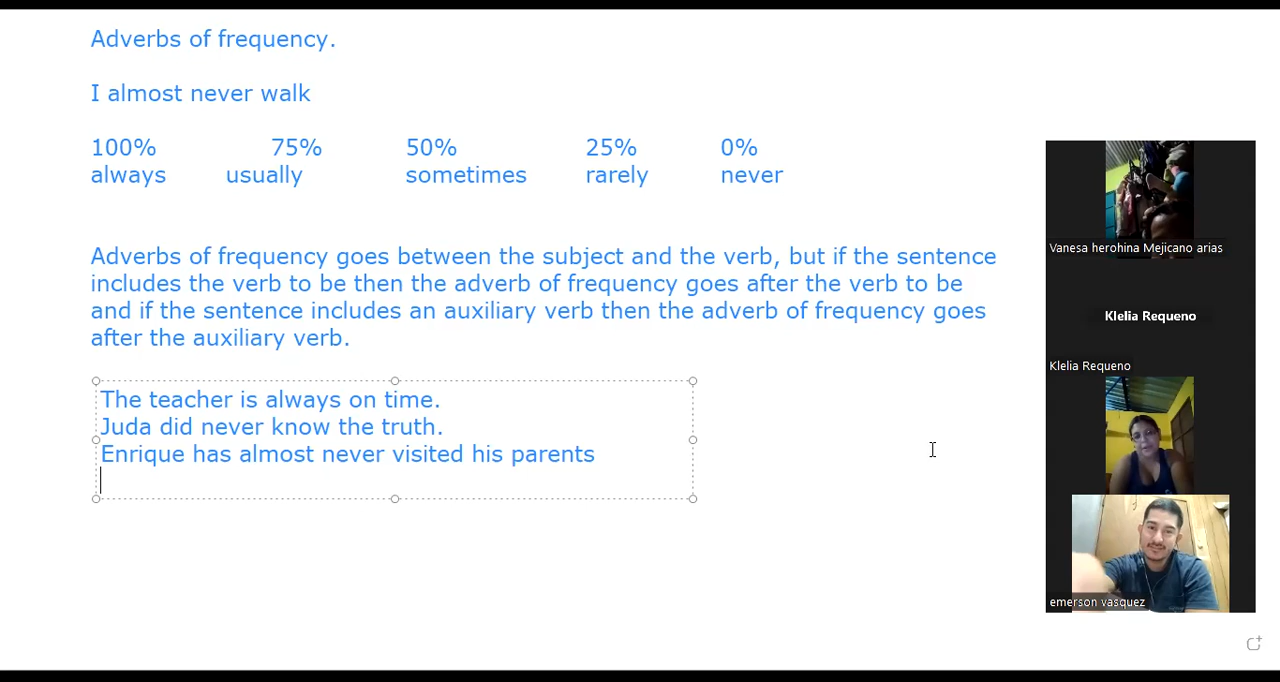 Adverbs of frequency.
I almost never walk
100% 75% 50% 25% 0%
always usually sometimes rarely never
Adverbs of frequency goes between the subject and the verb, but if the sentence
includes the verb to be then the adverb of frequency goes after the verb to be
and if the sentence includes an auxiliary verb then the adverb of frequency goes
after the auxiliary verb.
The teacher is always on time.
Juda did never know the truth.
Enrique has almost never visited his parents
Vanesa herohina Mejicano arias
Klelia Requeno
Klelia Requeno
emerson vasquez